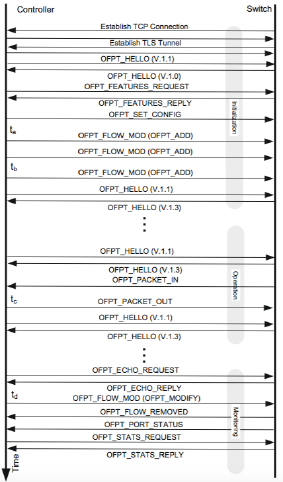 Controller
Switch
Establish TCP Connection
Establish TLS Tunnel
OFPT_HELLO (V.1.1)
OFPT_HELLO (V.1.0)
OFPT_FEATURES_REQUEST
OFPT_FEATURES_REPLY
OFPT_SET_CONFIG
ta
OFPT_FLOW_MOD (OFPT_ADD)
OFPT_FLOW_MOD (OFPT_ADD)
tb
OFPT_FLOW_MOD (OFPT_ADD)
OFPT_HELLO (V.1.1)
OFPT_HELLO (V.1.3)
Initialization
OFPT_HELLO (V.1.1)
OFPT_HELLO (V.1.3)
OFPT_PACKET_IN
tc
OFPT_PACKET_OUT
OFPT_HELLO (V.1.1)
OFPT_HELLO (V.1.3)
Operation
OFPT_ECHO_REQUEST
OFPT_ECHO_REPLY
td
OFPT_FLOW_MOD (OFPT_MODIFY)
OFPT_FLOW_REMOVED
OFPT_PORT_STATUS
OFPT_STATS_REQUEST
OFPT_STATS_REPLY
Monitoring
Time